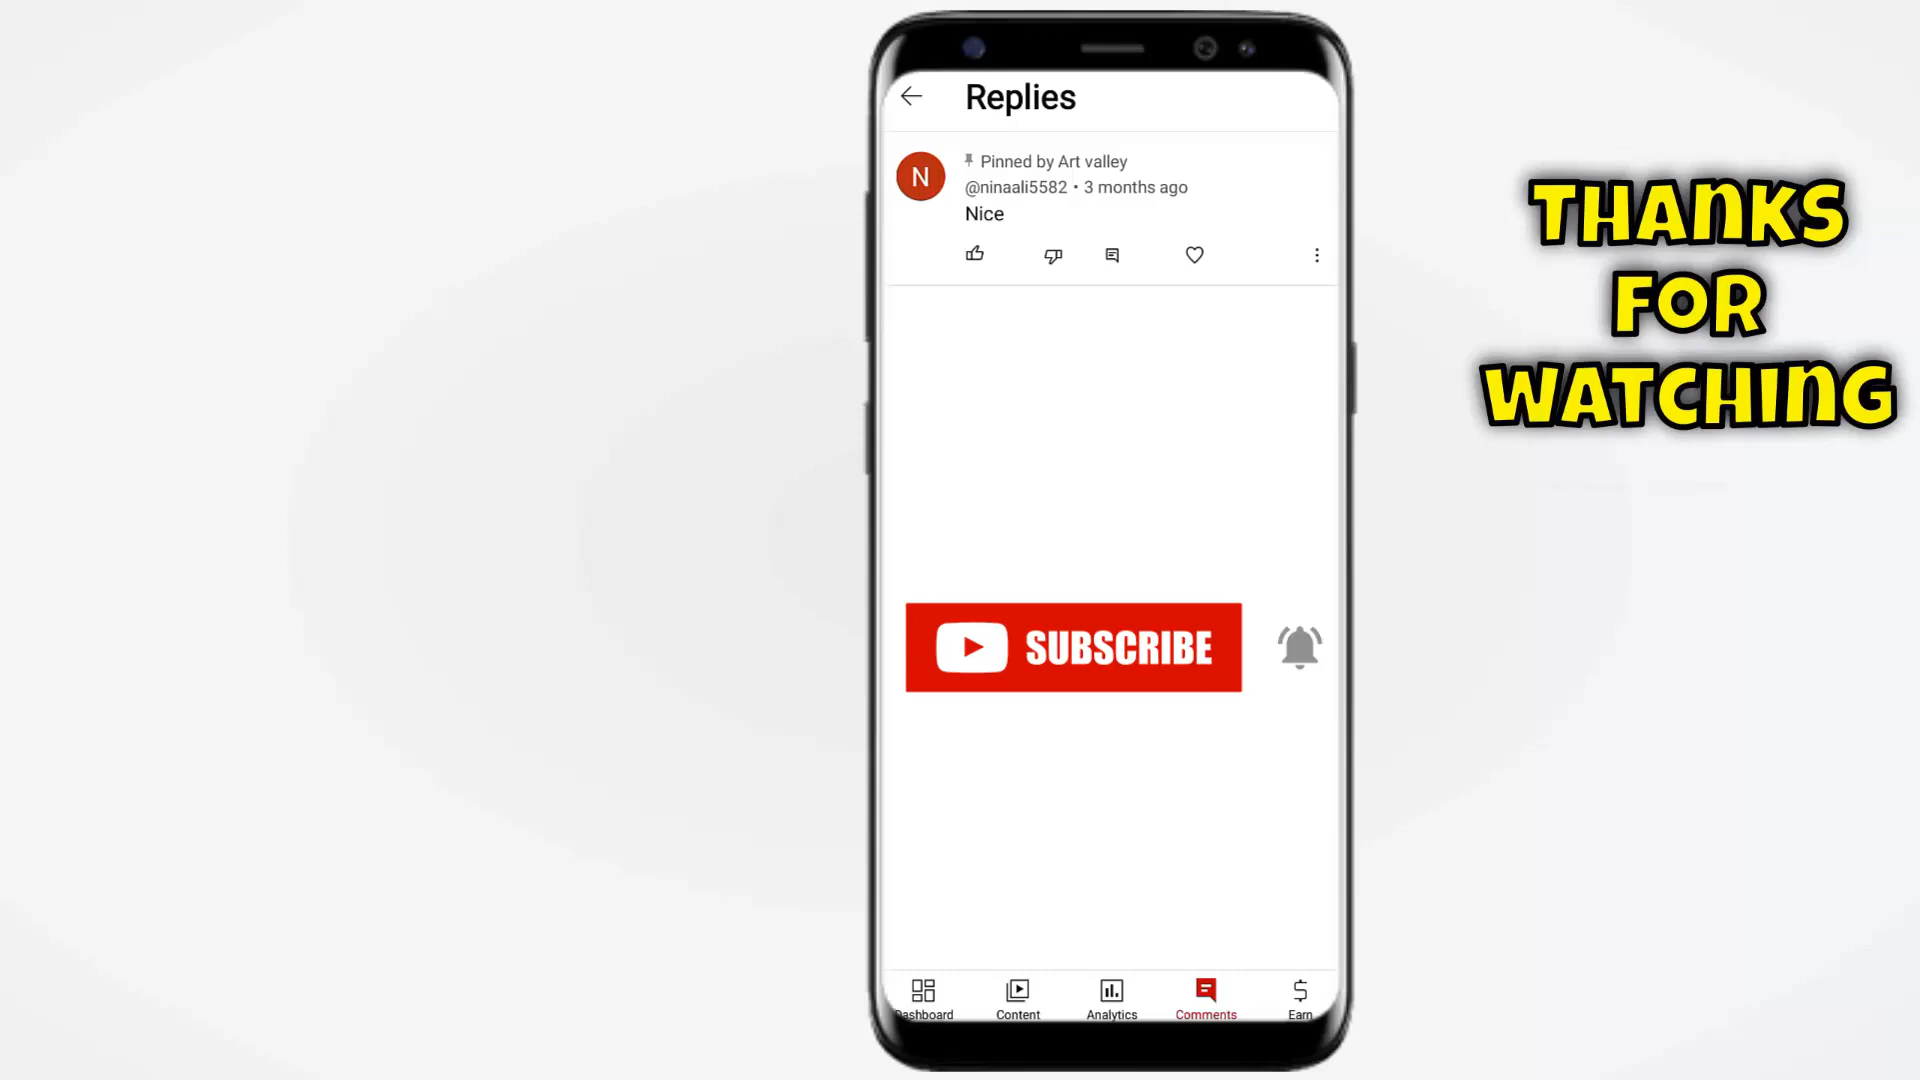 Replies
N
Pinned by Art valley
@ninaali5582 • 3 months ago
Nice
SUBSCRIBE
Dashboard
Content
Analytics
Comments
Earn
THANKS
FOR
WATCHING